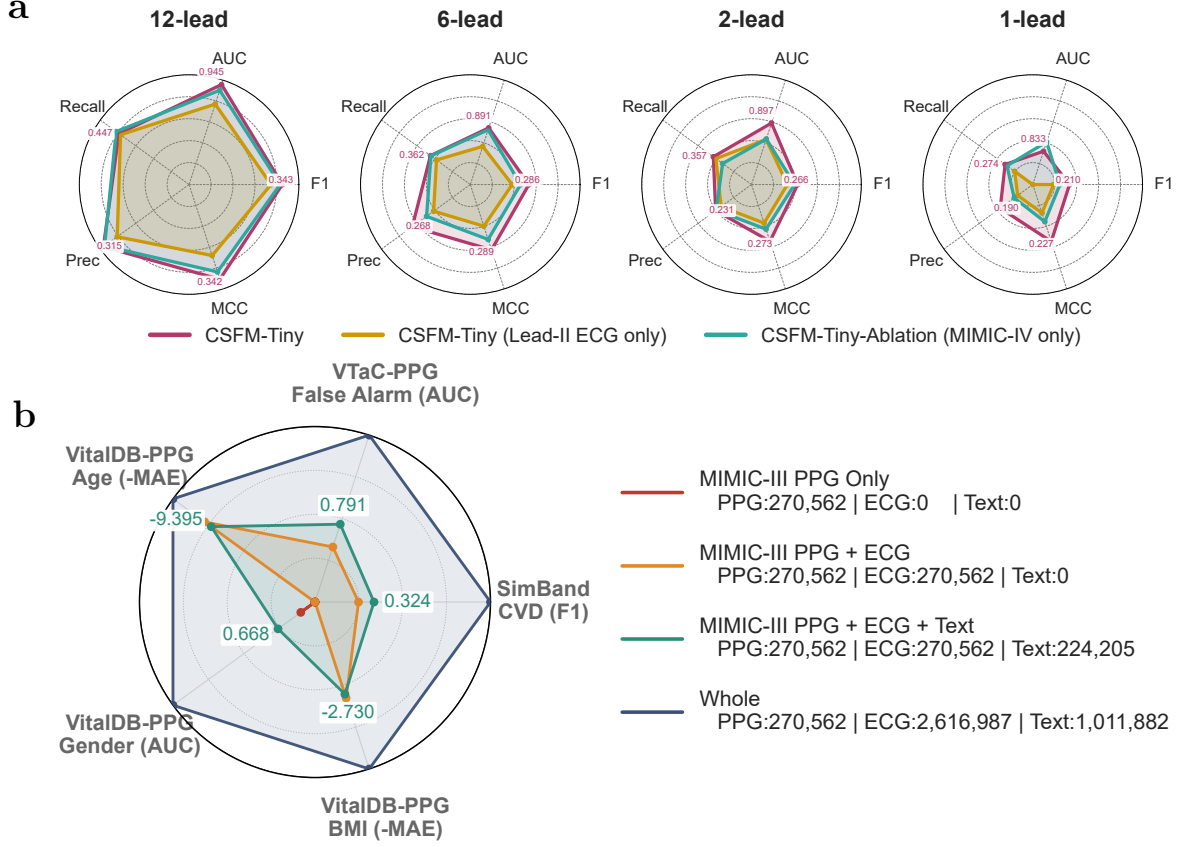 a
12-lead
6-lead
2-lead
1-lead
AUC
0.945
Recall
0.447
F1
0.343
Prec
0.315
MCC
0.342
AUC
0.891
Recall
0.362
F1
0.286
Prec
0.268
MCC
0.289
AUC
0.897
Recall
0.357
F1
0.266
Prec
0.231
MCC
0.273
AUC
0.833
Recall
0.274
F1
0.210
Prec
0.190
MCC
0.227
CSFM-Tiny
CSFM-Tiny (Lead-II ECG only)
CSFM-Tiny-Ablation (MIMIC-IV only)
b
VTaC-PPG
False Alarm (AUC)
VitalDB-PPG
Age (-MAE)
-9.395
0.791
SimBand
CVD (F1)
0.324
0.668
-2.730
VitalDB-PPG
Gender (AUC)
VitalDB-PPG
BMI (-MAE)
MIMIC-III PPG Only
PPG:270,562 | ECG:0 | Text:0
MIMIC-III PPG + ECG
PPG:270,562 | ECG:270,562 | Text:0
MIMIC-III PPG + ECG + Text
PPG:270,562 | ECG:270,562 | Text:224,205
Whole
PPG:270,562 | ECG:2,616,987 | Text:1,011,882